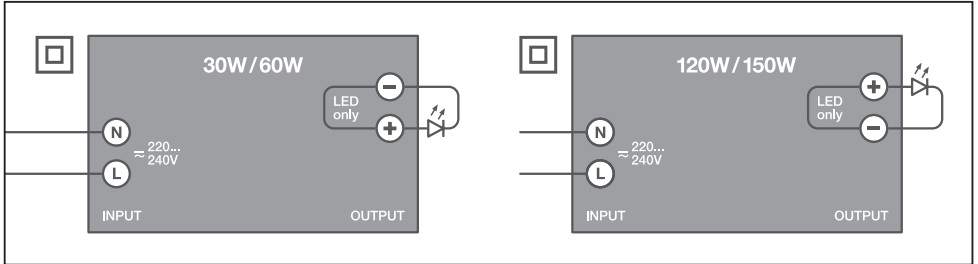 30W/60W
−
LED
only
+
N
≂ 220...
240V
L
INPUT
OUTPUT
120W/150W
+
LED
only
−
N
≂ 220...
240V
L
INPUT
OUTPUT